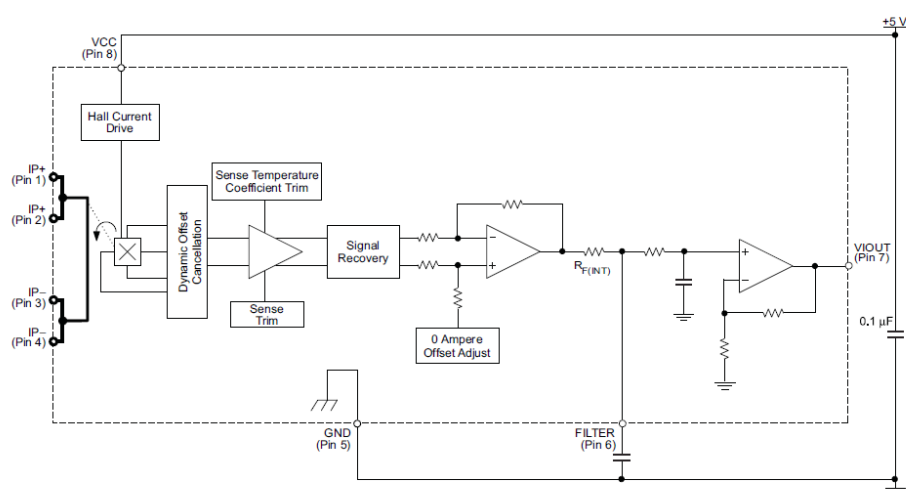 +5 V
VCC
(Pin 8)
Hall Current
Drive
IP+
(Pin 1)
IP+
(Pin 2)
IP−
(Pin 3)
IP−
(Pin 4)
Dynamic Offset
Cancellation
Sense Temperature
Coefficient Trim
Sense
Trim
Signal
Recovery
0 Ampere
Offset Adjust
−
+
RF(INT)
+
−
VIOUT
(Pin 7)
0.1 µF
GND
(Pin 5)
FILTER
(Pin 6)